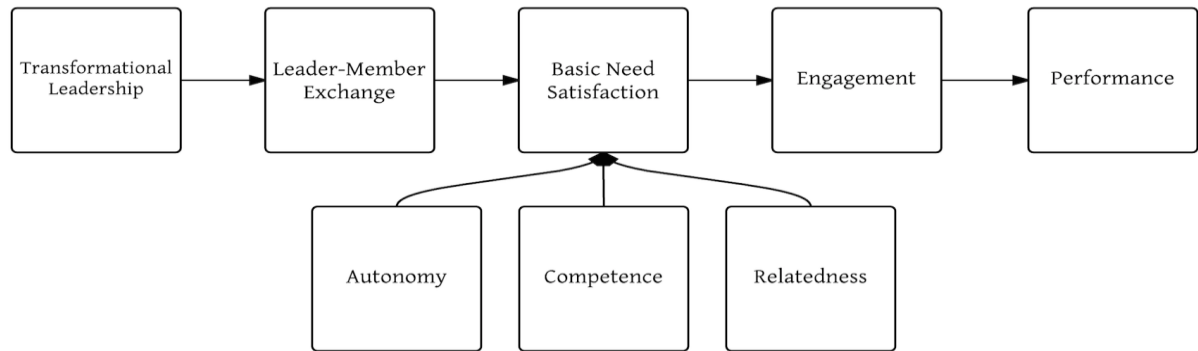 Transformational
Leadership
Leader-Member
Exchange
Basic Need
Satisfaction
Engagement
Performance
Autonomy
Competence
Relatedness